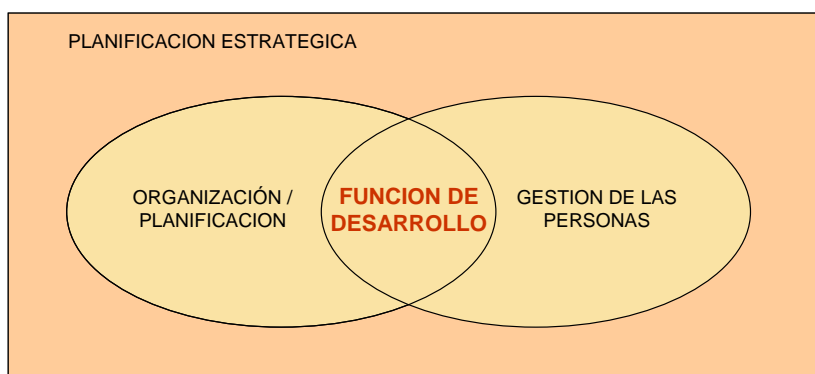 PLANIFICACION ESTRATEGICA
ORGANIZACIÓN /
PLANIFICACION
FUNCION DE
DESARROLLO
GESTION DE LAS
PERSONAS